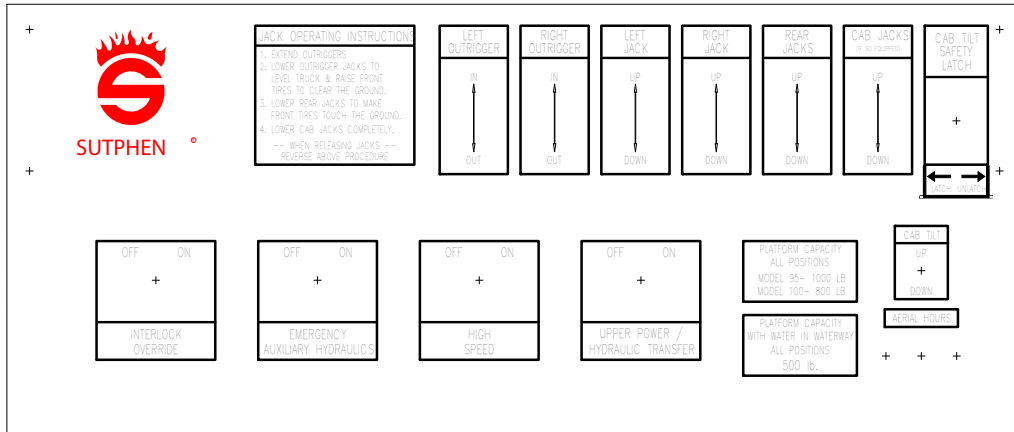 SUTPHEN ®
JACK OPERATING INSTRUCTIONS
1. EXTEND OUTRIGGERS
2. LOWER OUTRIGGER JACKS TO
LEVEL TRUCK & RAISE FRONT
TIRES TO CLEAR THE GROUND.
3. LOWER REAR JACKS TO MAKE
FRONT TIRES TOUCH THE GROUND.
4. LOWER CAB JACKS COMPLETELY.
-- WHEN RELEASING JACKS --
REVERSE ABOVE PROCEDURE
LEFT
OUTRIGGER
IN
OUT
RIGHT
OUTRIGGER
IN
OUT
LEFT
JACK
UP
DOWN
RIGHT
JACK
UP
DOWN
REAR
JACKS
UP
DOWN
CAB JACKS
(IF SO EQUIPPED)
UP
DOWN
CAB TILT
SAFETY
LATCH
LATCH UNLATCH
OFF ON
INTERLOCK
OVERRIDE
OFF ON
EMERGENCY
AUXILIARY HYDRAULICS
OFF ON
HIGH
SPEED
OFF ON
UPPER POWER /
HYDRAULIC TRANSFER
PLATFORM CAPACITY
ALL POSITIONS
MODEL 95- 1000 LB
MODEL 100- 800 LB
PLATFORM CAPACITY
WITH WATER IN WATERWAY
ALL POSITIONS
500 lb.
CAB TILT
UP
DOWN
AERIAL HOURS